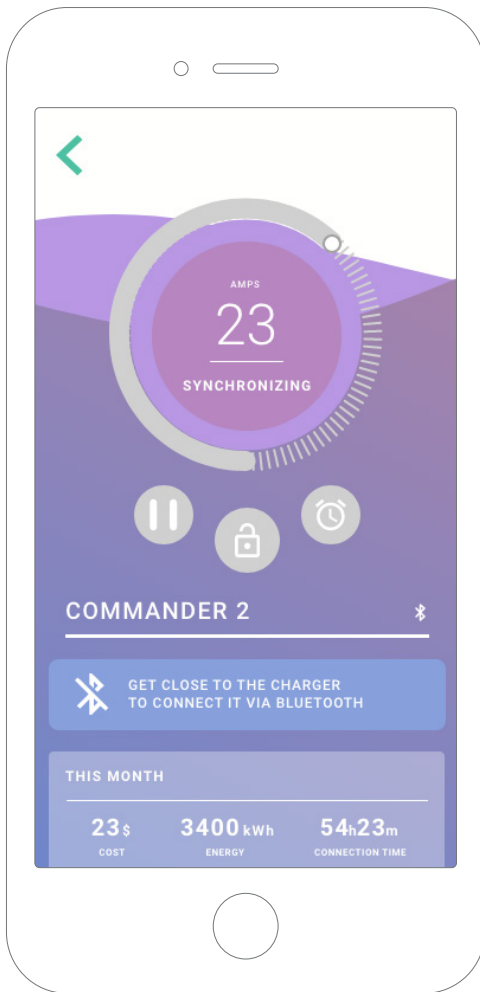 AMPS
23
SYNCHRONIZING
COMMANDER 2
GET CLOSE TO THE CHARGER
TO CONNECT IT VIA BLUETOOTH
THIS MONTH
23$ 3400 kWh 54h23m
COST ENERGY CONNECTION TIME